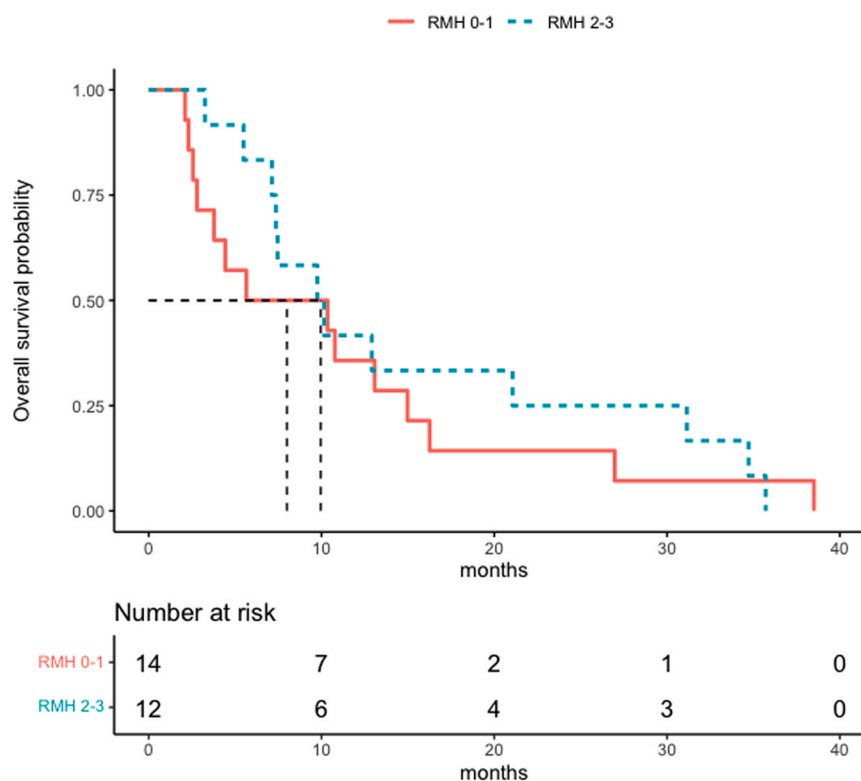 RMH 0-1 RMH 2-3
Overall survival probability
1.00
0.75
0.50
0.25
0.00
0 10 20 30 40
months
Number at risk
RMH 0-1 14 7 2 1 0
RMH 2-3 12 6 4 3 0
0 10 20 30 40
months